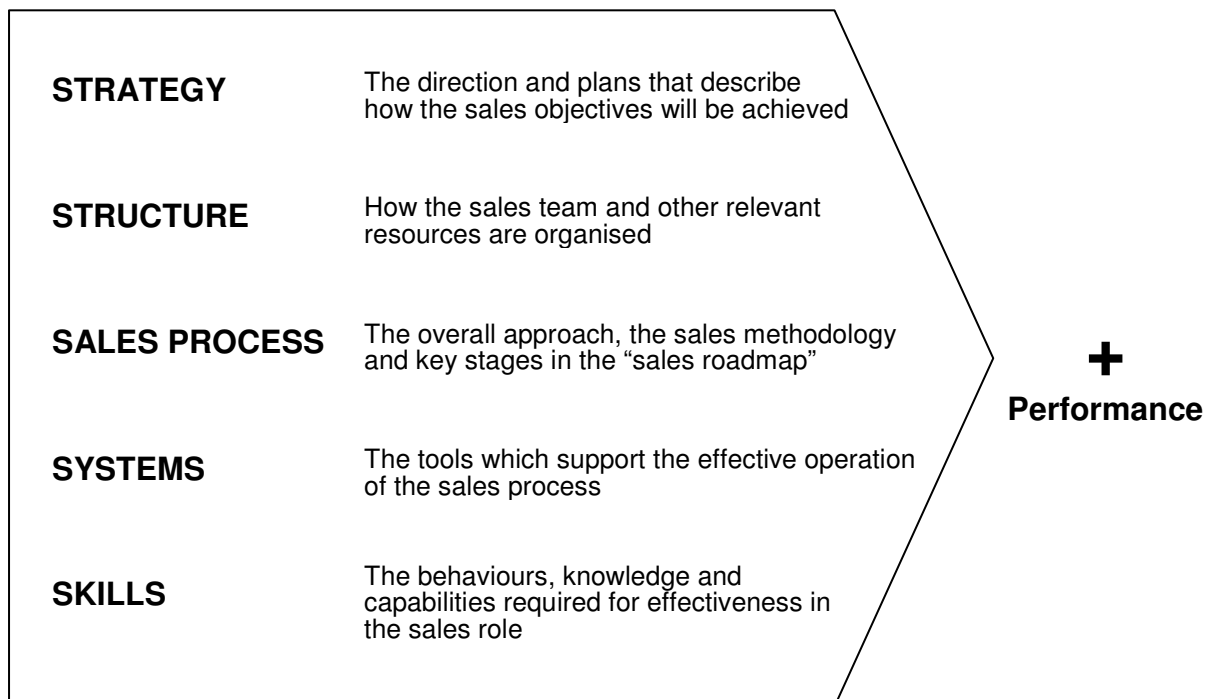 STRATEGY
The direction and plans that describe
how the sales objectives will be achieved
STRUCTURE
How the sales team and other relevant
resources are organised
SALES PROCESS
The overall approach, the sales methodology
and key stages in the “sales roadmap”
+
Performance
SYSTEMS
The tools which support the effective operation
of the sales process
SKILLS
The behaviours, knowledge and
capabilities required for effectiveness in
the sales role